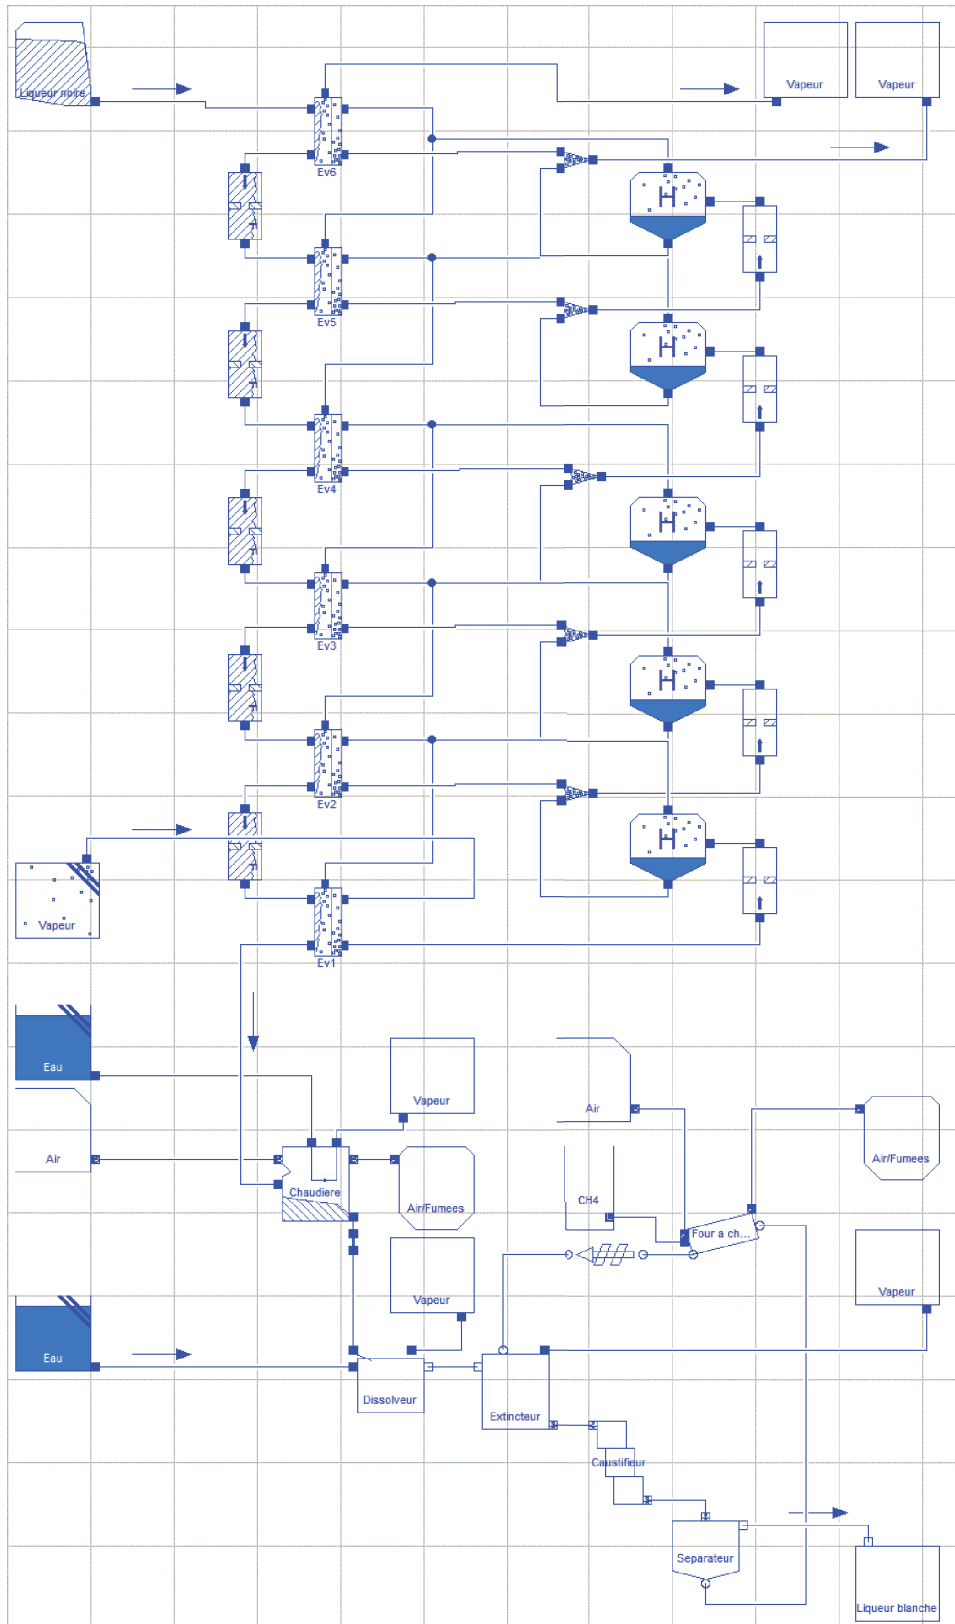 Liqueur noire
Vapeur
Vapeur
Ev6
H
Ev5
H
Ev4
H
Ev3
H
Ev2
H
Vapeur
Ev1
Eau
Vapeur
Air
Air
Chaudiere
CH4
Air/Fumees
Air/Fumees
Four a ch...
Vapeur
Vapeur
Eau
Dissolveur
Extincteur
Caustifieur
Separateur
Liqueur blanche